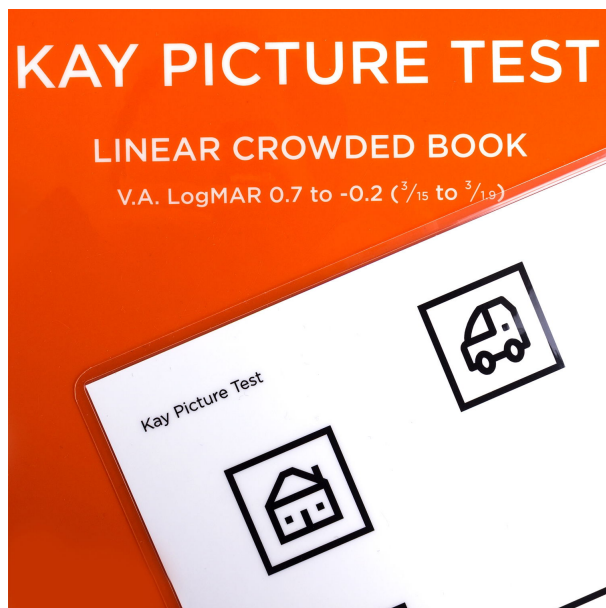 KAY PICTURE TEST
LINEAR CROWDED BOOK
V.A. LogMAR 0.7 to -0.2 (3/15 to 3/1.9)
Kay Picture Test